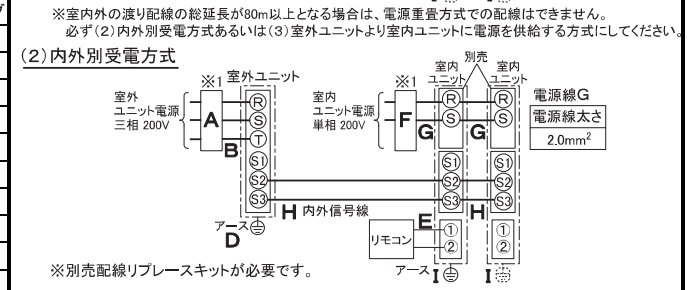 ※室内外の渡り配線の総延長が80m以上となる場合は、電源重畳方式での配線はできません。
必ず(2)内外別受電方式あるいは(3)室外ユニットより室内ユニットに電源を供給する方式にしてください。
(2)内外別受電方式
別売
※1 室外ユニット
※1
室内
ユニット
室内
ユニット
室外
ユニット電源
三相 200V
A
B
R
S
T
S1
S2
S3
室内
ユニット電源
単相 200V
F
G
R
S
G
R
S
電源線G
電源線太さ
2.0mm²
S1
S2
S3
S1
S2
S3
H 内外信号線
H
アース
D
リモコン
E
①
②
①
②
アース
I
I
※別売配線リプレースキットが必要です。